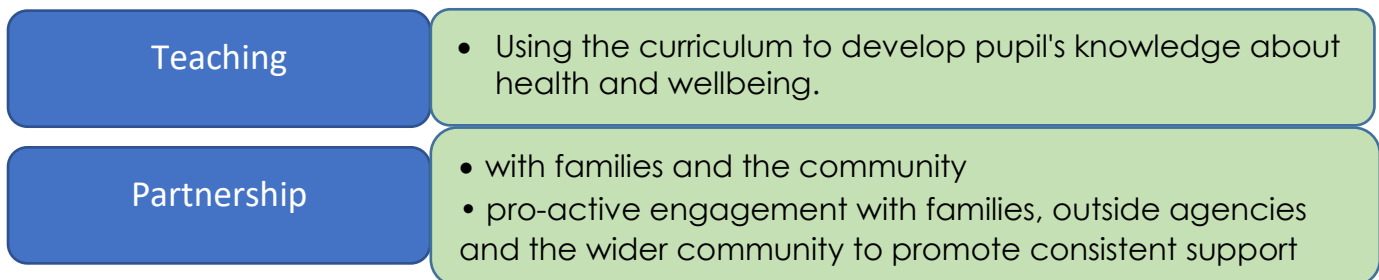 Teaching
• Using the curriculum to develop pupil's knowledge about
health and wellbeing.
Partnership
• with families and the community
• pro-active engagement with families, outside agencies
and the wider community to promote consistent support